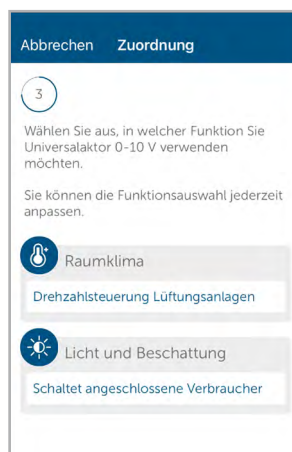 Abbrechen Zuordnung
3
Wählen Sie aus, in welcher Funktion Sie
Universalaktor 0-10 V verwenden
möchten.
Sie können die Funktionsauswahl jederzeit
anpassen.
Raumklima
Drehzahlsteuerung Lüftungsanlagen
Licht und Beschattung
Schaltet angeschlossene Verbraucher